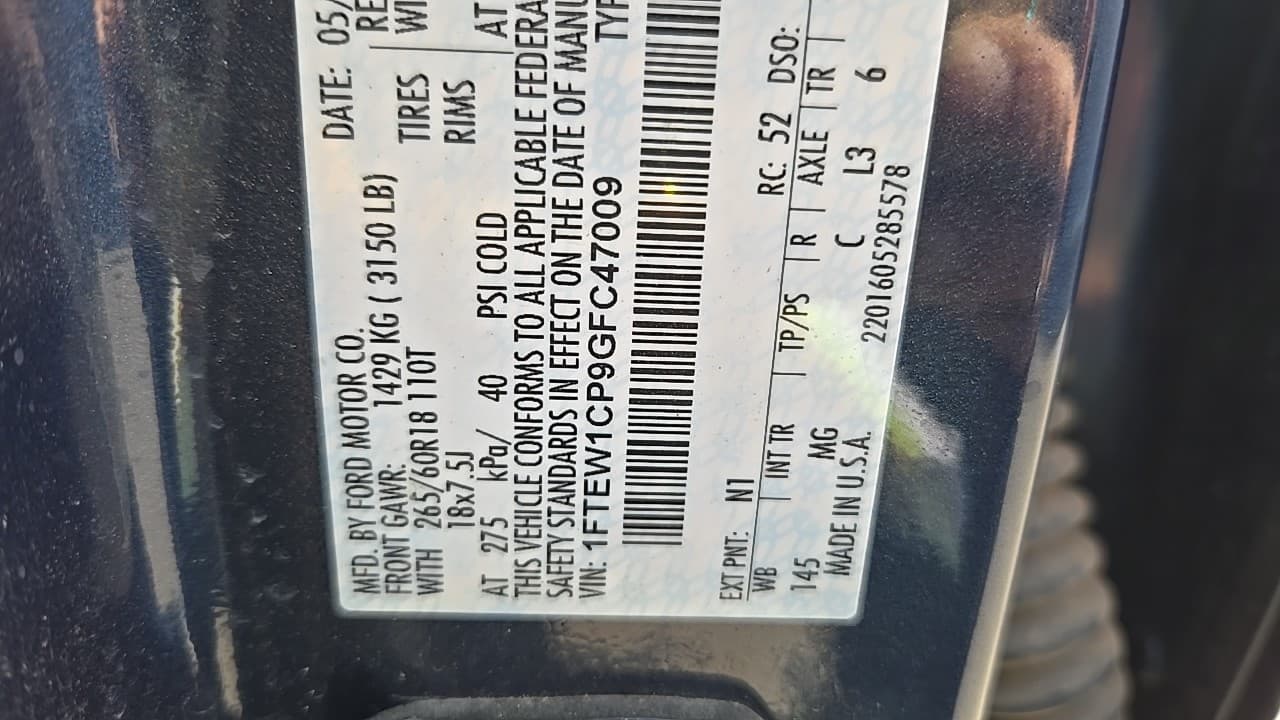 MFD. BY FORD MOTOR CO. DATE: 05/
FRONT GAWR: 1429 KG ( 3150 LB) RE
WITH 265/60R18 110T TIRES WI
18x7.5J RIMS
AT 275 kPa/ 40 PSI COLD AT
THIS VEHICLE CONFORMS TO ALL APPLICABLE FEDERA
SAFETY STANDARDS IN EFFECT ON THE DATE OF MANU
VIN: 1FTEW1CP9GFC47009 TYP
EXT PNT: N1 RC: 52 DSO:
WB | INT TR | TP/PS | R | AXLE | TR |
145 MG C L3 6
MADE IN U.S.A. 2201605285578